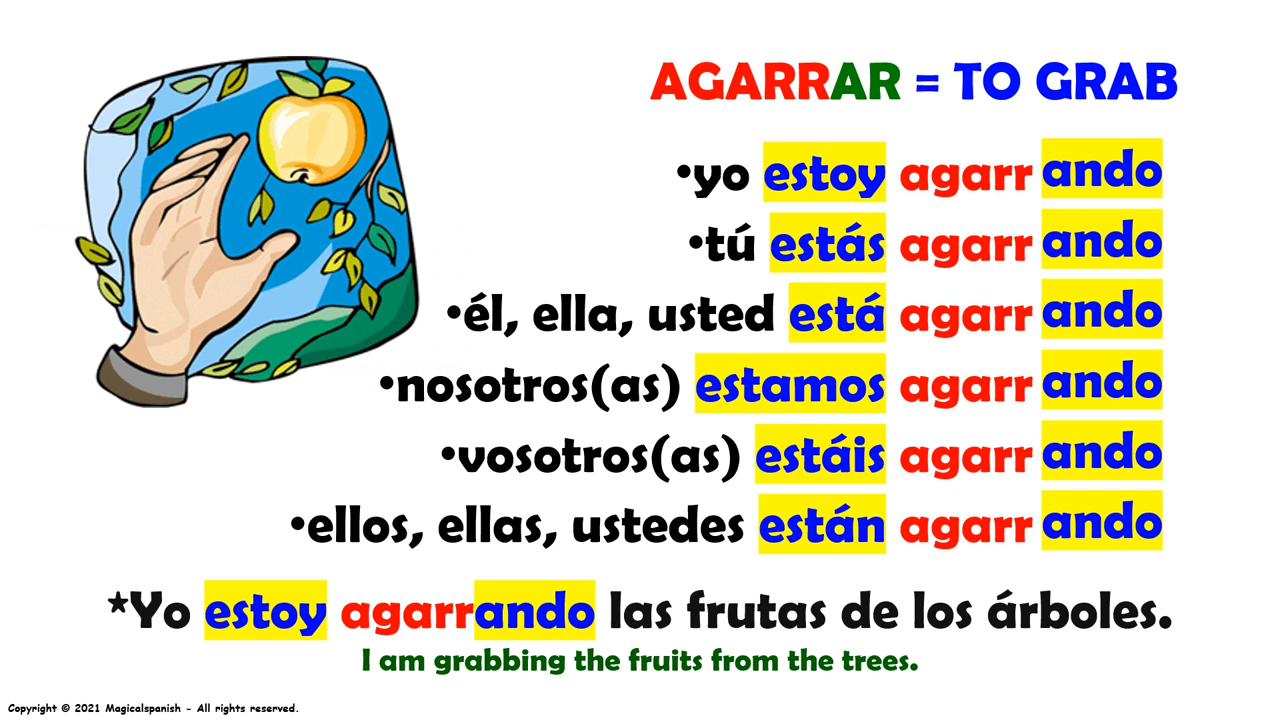 AGARRAR = TO GRAB
•yo estoy agarr ando
•tú estás agarr ando
•él, ella, usted está agarr ando
•nosotros(as) estamos agarr ando
•vosotros(as) estáis agarr ando
•ellos, ellas, ustedes están agarr ando
*Yo estoy agarrando las frutas de los árboles.
I am grabbing the fruits from the trees.
Copyright © 2021 Magicalspanish - All rights reserved.